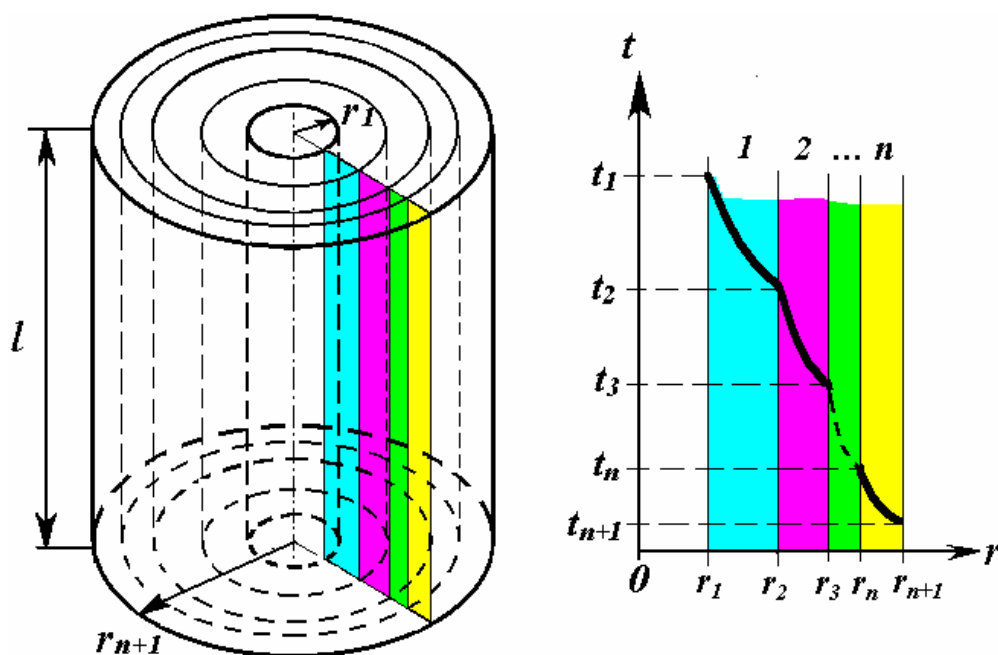 r1
l
rn+1
t
1 2 ... n
t1
t2
t3
tn
tn+1
0 r1 r2 r3 rn rn+1 r